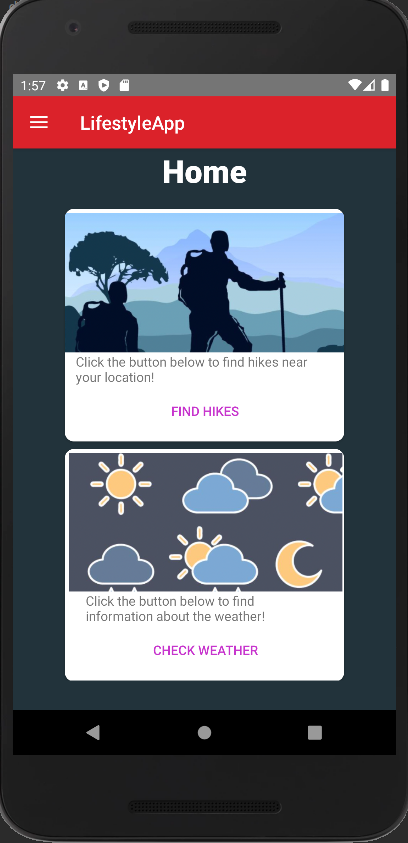 1:57
LifestyleApp
Home
Click the button below to find hikes near
your location!
FIND HIKES
Click the button below to find
information about the weather!
CHECK WEATHER